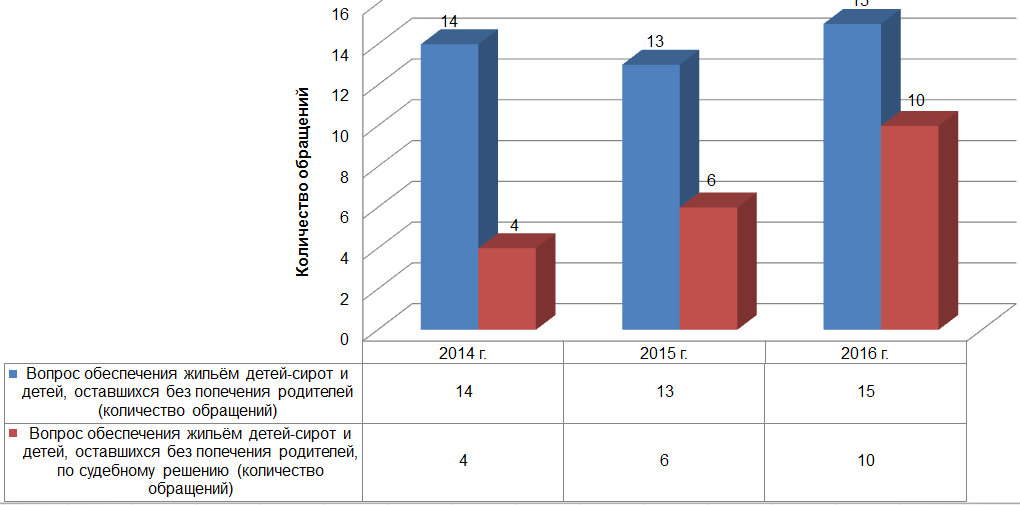 16
14
12
10
8
6
4
2
0
Количество обращений
14
4
13
6
15
10
2014 г.
2015 г.
2016 г.
Вопрос обеспечения жильём детей-сирот и
детей, оставшихся без попечения родителей
(количество обращений)
14
13
15
Вопрос обеспечения жильём детей-сирот и
детей, оставшихся без попечения родителей,
по судебному решению (количество
обращений)
4
6
10